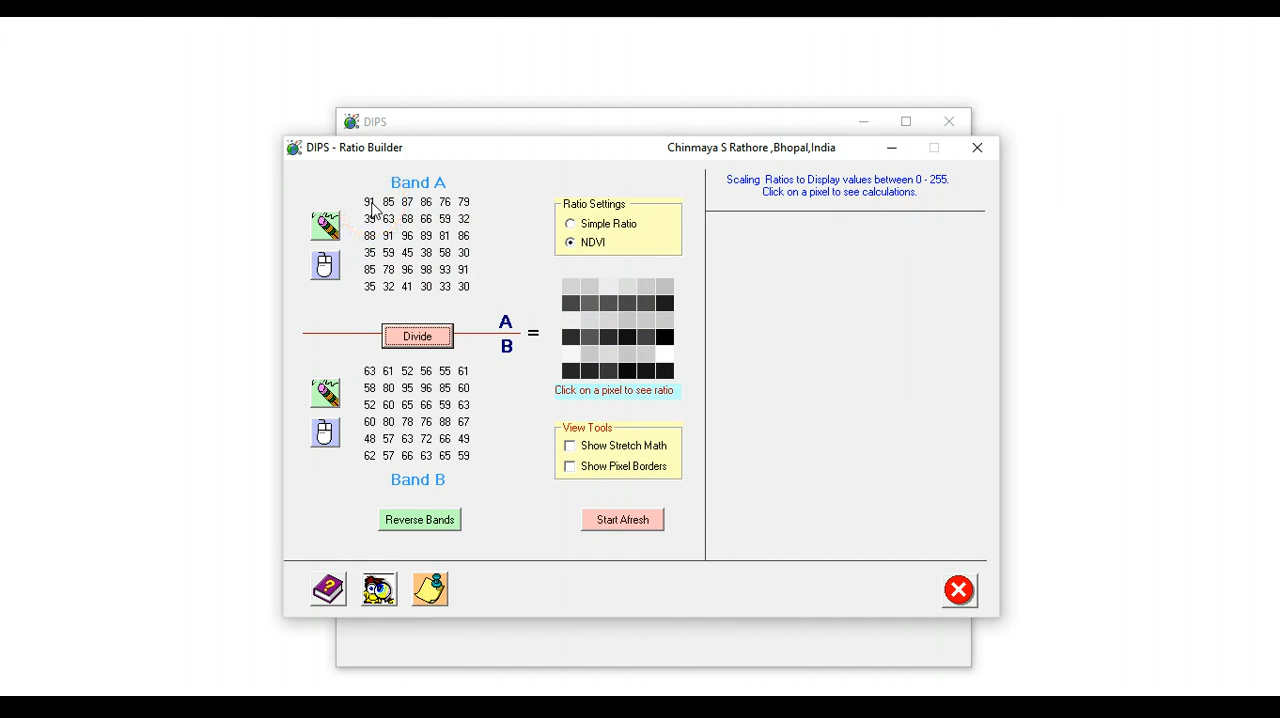 DIPS
DIPS - Ratio Builder
Chinmaya S Rathore ,Bhopal,India
Band A
91 85 87 86 76 79
39 63 68 66 59 32
88 91 96 89 81 86
35 59 45 38 58 30
85 78 96 98 93 91
35 32 41 30 33 30
Divide
A
B
=
63 61 52 56 55 61
58 80 95 96 85 60
52 60 65 66 59 63
60 80 78 76 88 67
48 57 63 72 66 49
62 57 66 63 65 59
Band B
Reverse Bands
Ratio Settings
Simple Ratio
NDVI
Click on a pixel to see ratio
View Tools
Show Stretch Math
Show Pixel Borders
Start Afresh
Scaling Ratios to Display values between 0 - 255.
Click on a pixel to see calculations.